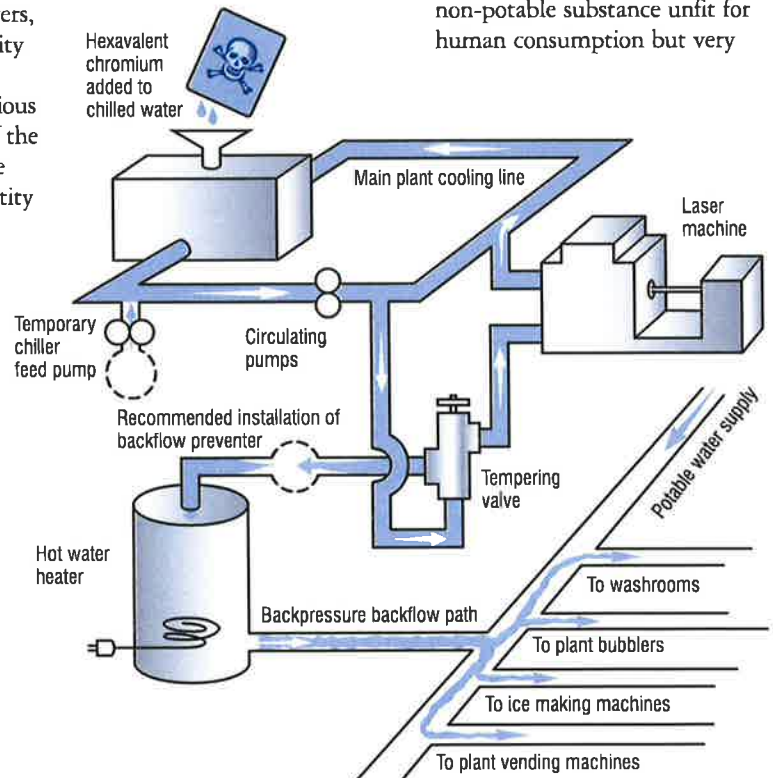 ers,
ity
ious
the
e
tity
non-potable substance unfit for
human consumption but very
Hexavalent
chromium
added to
chilled water
Main plant cooling line
Laser
machine
Temporary
chiller
feed pump
Circulating
pumps
Recommended installation of
backflow preventer
Tempering
valve
Potable water supply
Hot water
heater
Backpressure backflow path
To washrooms
To plant bubblers
To ice making machines
To plant vending machines